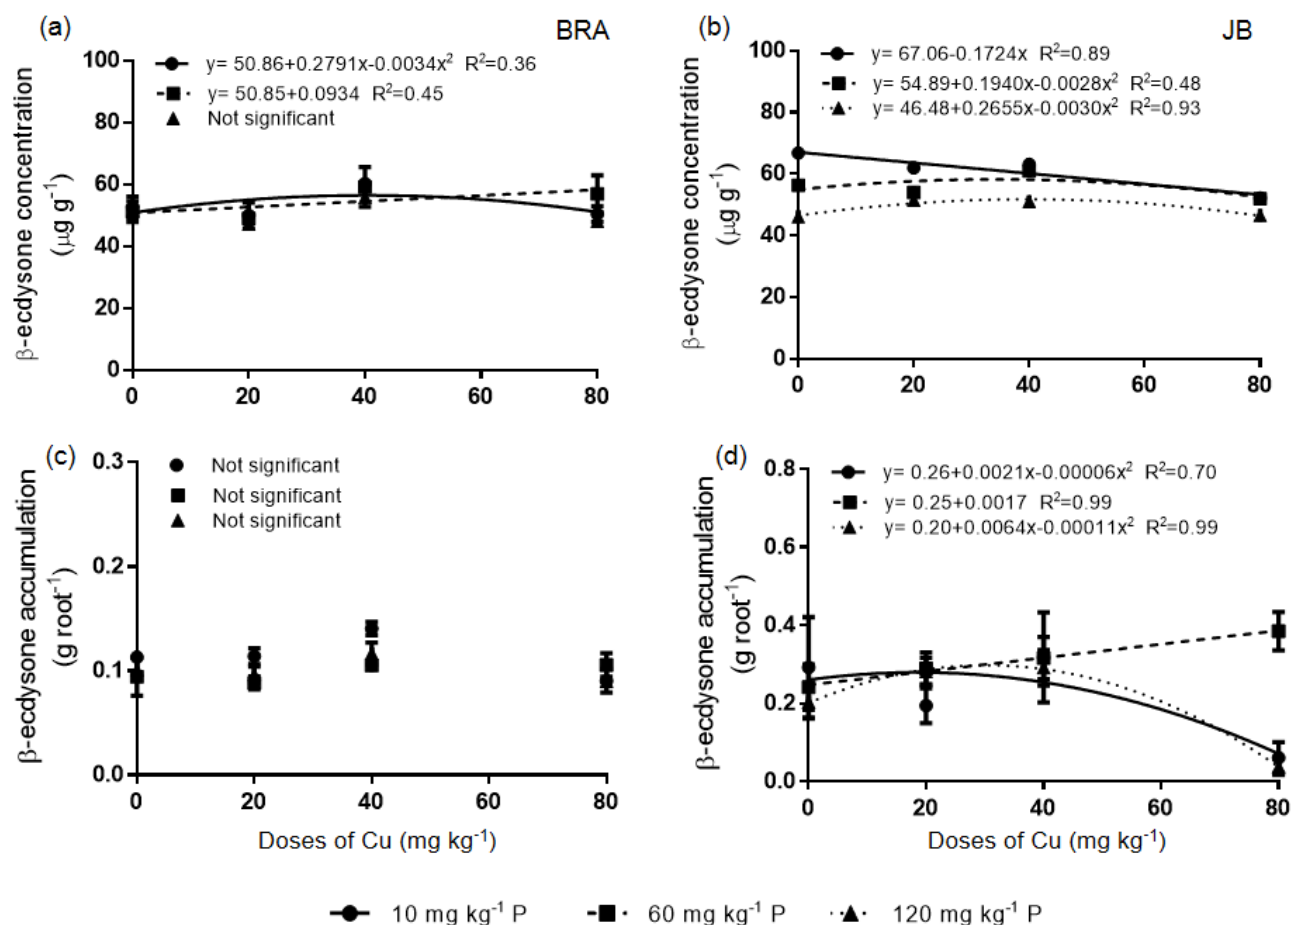 (a) BRA
y= 50.86+0.2791x-0.0034x² R²=0.36
y= 50.85+0.0934 R²=0.45
Not significant
β-ecdysone concentration
(μg g⁻¹)
100
80
60
40
20
0
0 20 40 60 80
(b) JB
y= 67.06-0.1724x R²=0.89
y= 54.89+0.1940x-0.0028x² R²=0.48
y= 46.48+0.2655x-0.0030x² R²=0.93
β-ecdysone concentration
(μg g⁻¹)
100
80
60
40
20
0
0 20 40 60 80
(c)
Not significant
Not significant
Not significant
β-ecdysone accumulation
(g root⁻¹)
0.3
0.2
0.1
0.0
0 20 40 60 80
Doses of Cu (mg kg⁻¹)
(d)
y= 0.26+0.0021x-0.00006x² R²=0.70
y= 0.25+0.0017 R²=0.99
y= 0.20+0.0064x-0.00011x² R²=0.99
β-ecdysone accumulation
(g root⁻¹)
0.8
0.6
0.4
0.2
0.0
0 20 40 60 80
Doses of Cu (mg kg⁻¹)
10 mg kg⁻¹ P 60 mg kg⁻¹ P 120 mg kg⁻¹ P